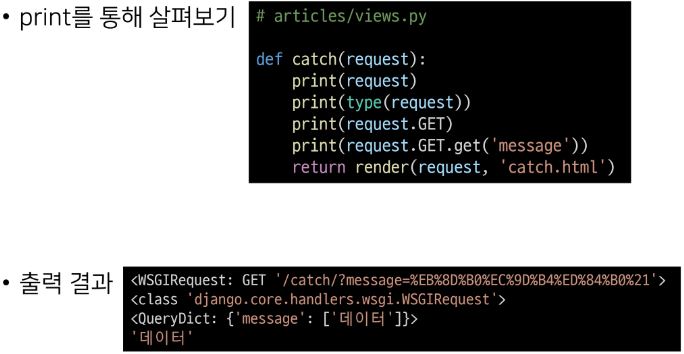 • print를 통해 살펴보기
# articles/views.py
def catch(request):
    print(request)
    print(type(request))
    print(request.GET)
    print(request.GET.get('message'))
    return render(request, 'catch.html')
• 출력 결과
<WSGIRequest: GET '/catch/?message=%EB%8D%B0%EC%9D%B4%ED%84%B0%21'>
<class 'django.core.handlers.wsgi.WSGIRequest'>
<QueryDict: {'message': ['데이터']}>
'데이터'